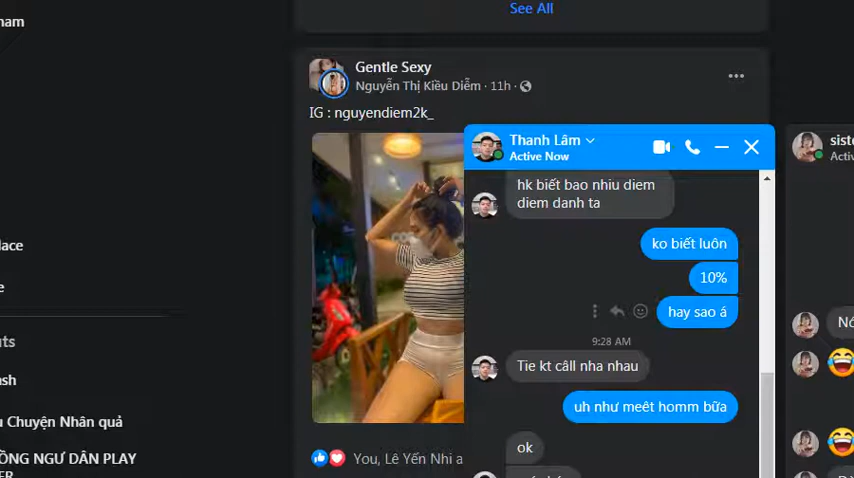 nam
lace
e
ts
ash
u Chuyện Nhân quả
ỒNG NGƯ DÂN PLAY
ER
See All
Gentle Sexy
Nguyễn Thị Kiều Diễm · 11h ·
IG : nguyendiem2k_
You, Lê Yến Nhi a
Thanh Lâm
Active Now
hk biết bao nhiu diem
diem danh ta
ko biết luôn
10%
hay sao á
9:28 AM
Tie kt câll nha nhau
uh như meêt homm bữa
ok
siste
Activ
Nó